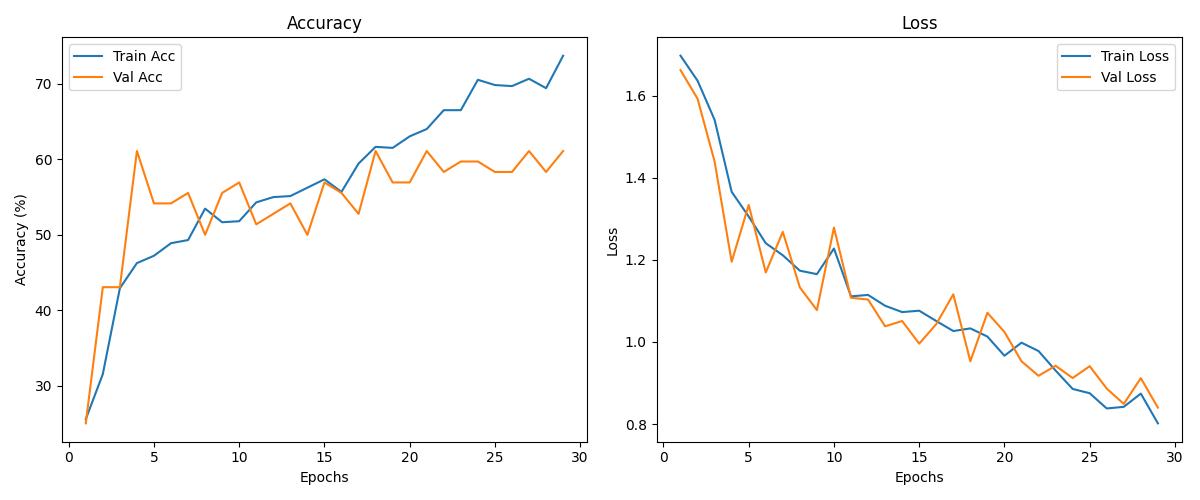 Accuracy
Train Acc
Val Acc
Accuracy (%)
70
60
50
40
30
0 5 10 15 20 25 30
Epochs
Loss
Train Loss
Val Loss
Loss
1.6
1.4
1.2
1.0
0.8
0 5 10 15 20 25 30
Epochs